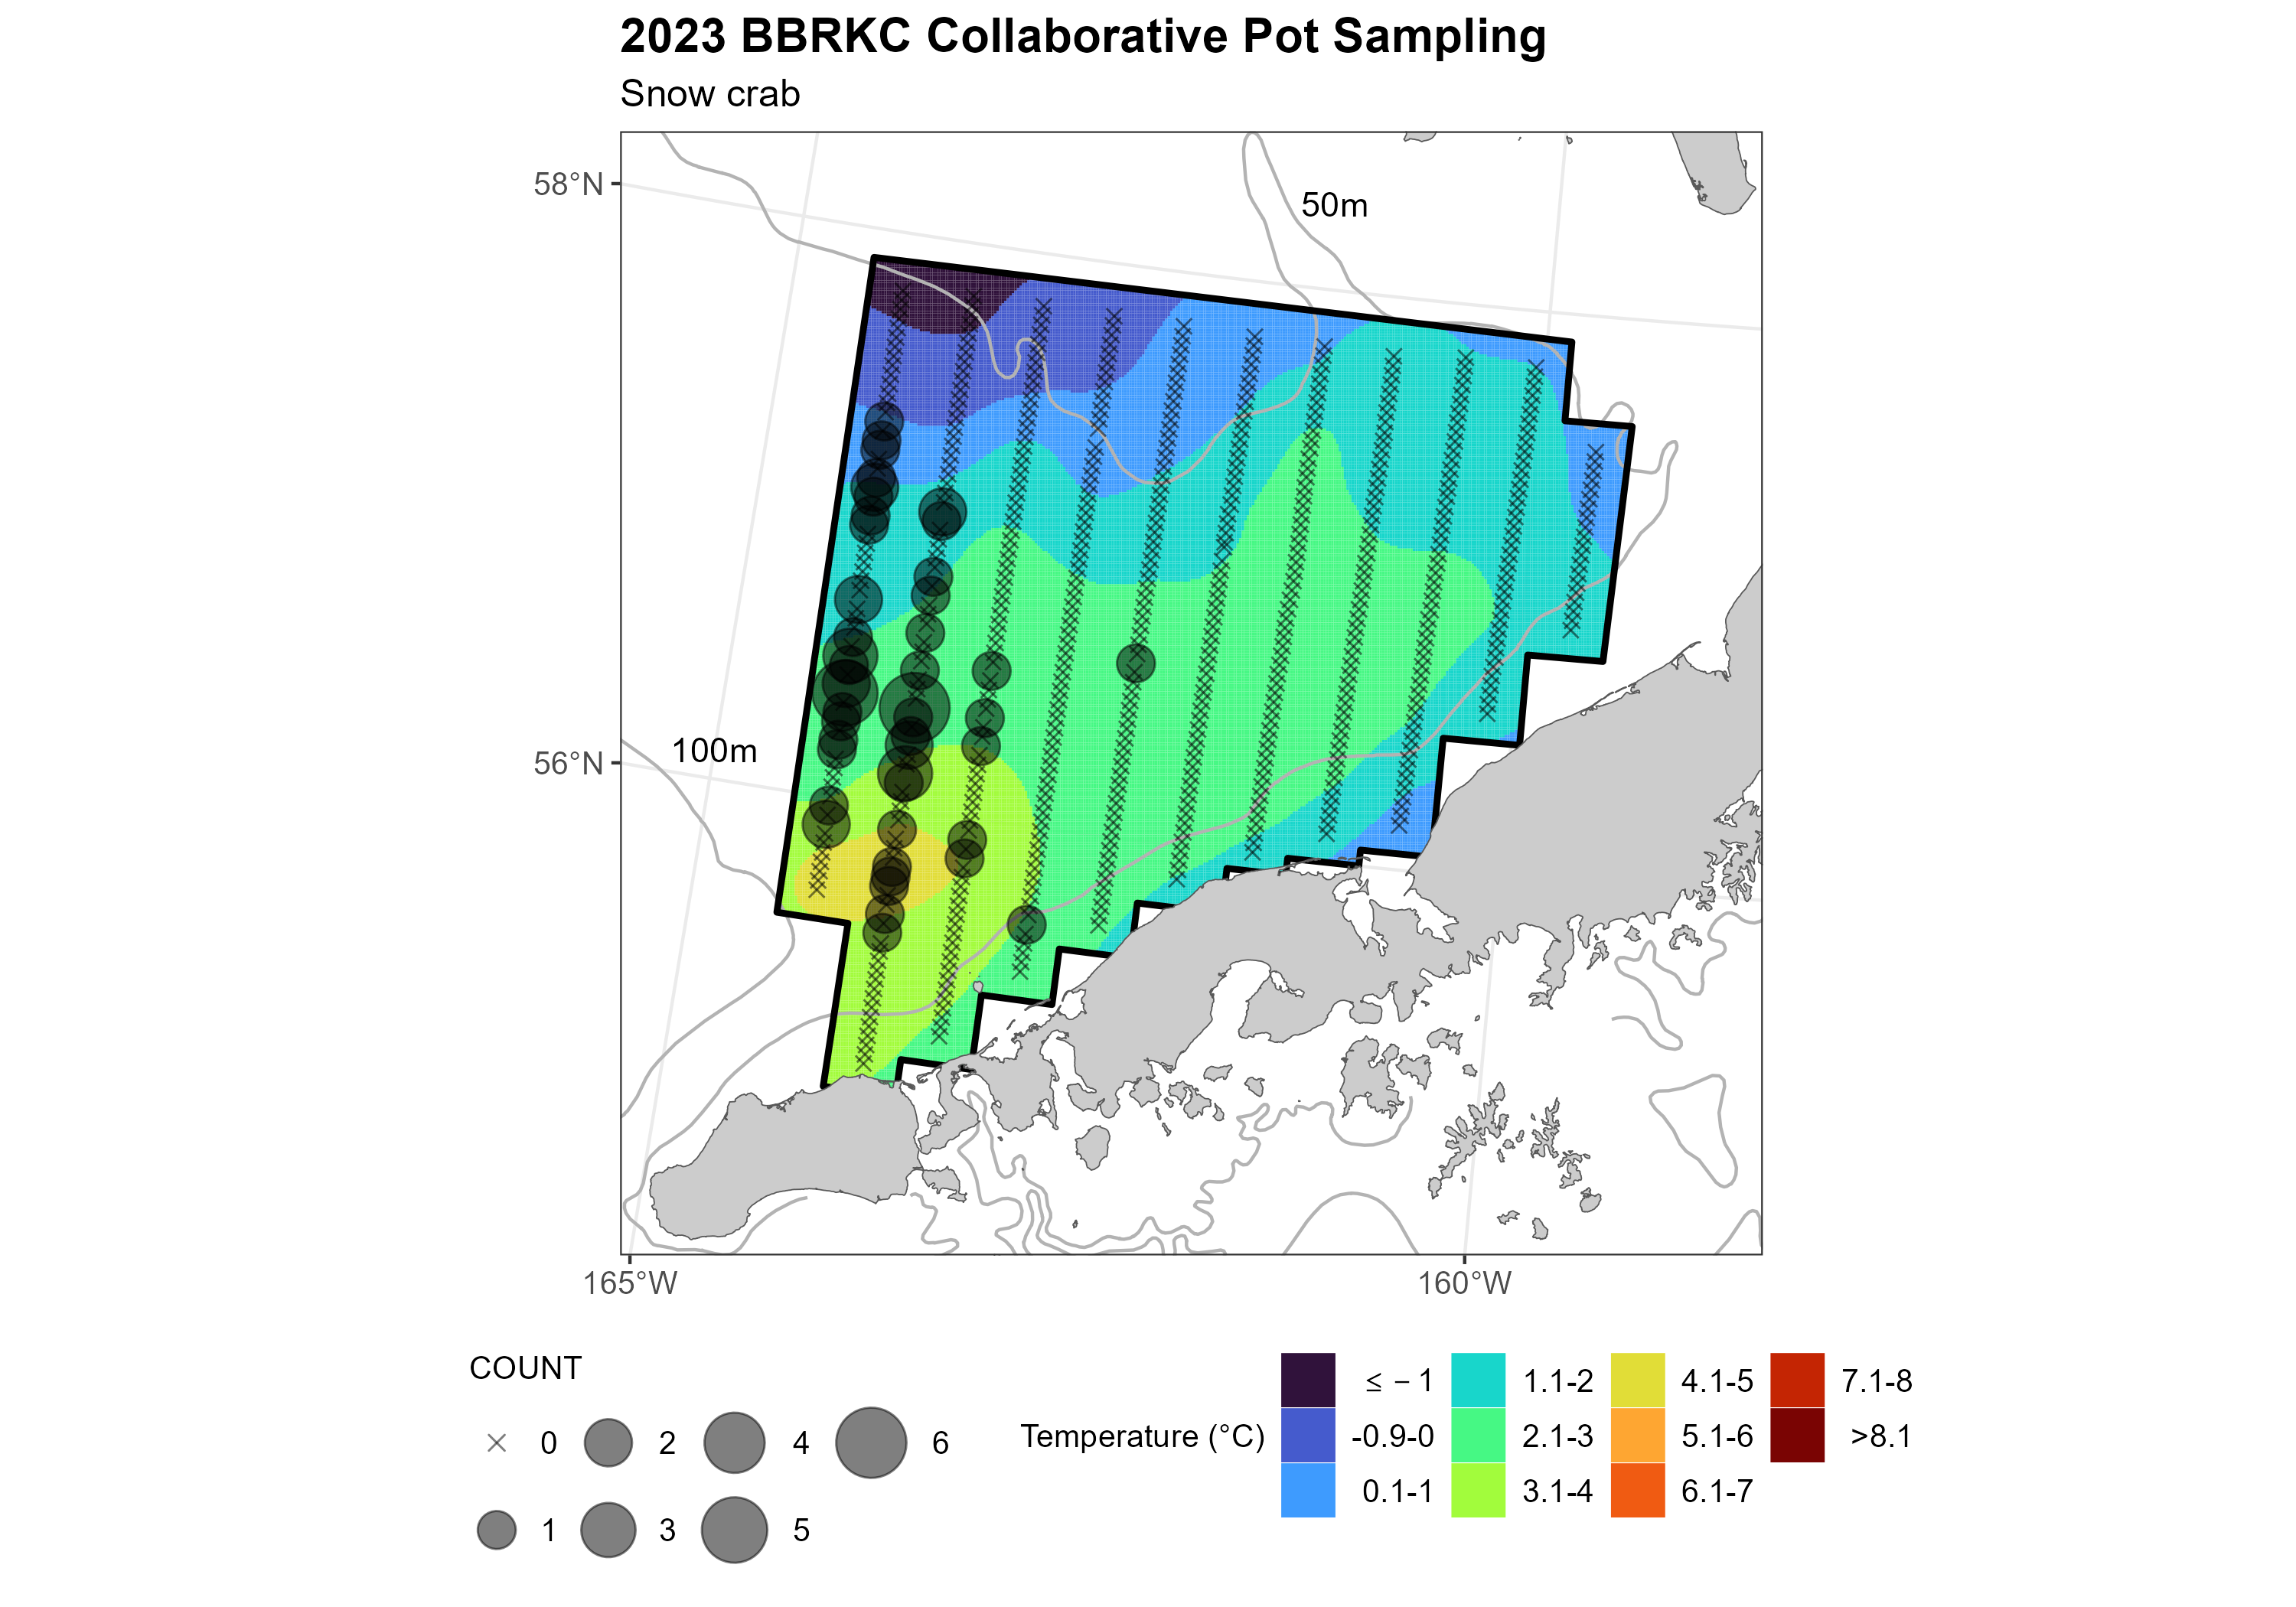 2023 BBRKC Collaborative Pot Sampling
Snow crab
58°N
50m
56°N
100m
165°W
160°W
COUNT
0
2
4
6
1
3
5
Temperature (°C)
≤ − 1
1.1-2
4.1-5
7.1-8
-0.9-0
2.1-3
5.1-6
>8.1
0.1-1
3.1-4
6.1-7